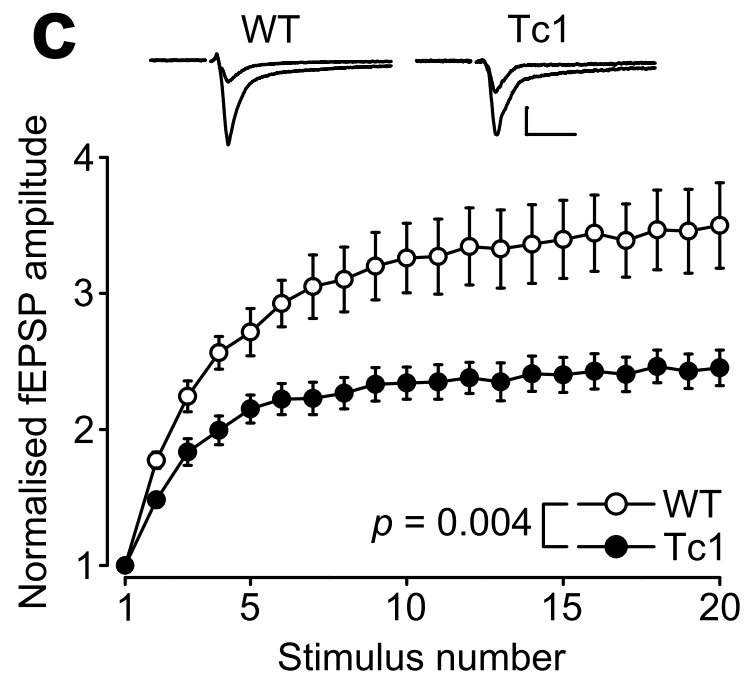 C
WT
Tc1
Normalised fEPSP ampiltude
4
3
2
1
p = 0.004
WT
Tc1
1 5 10 15 20
Stimulus number